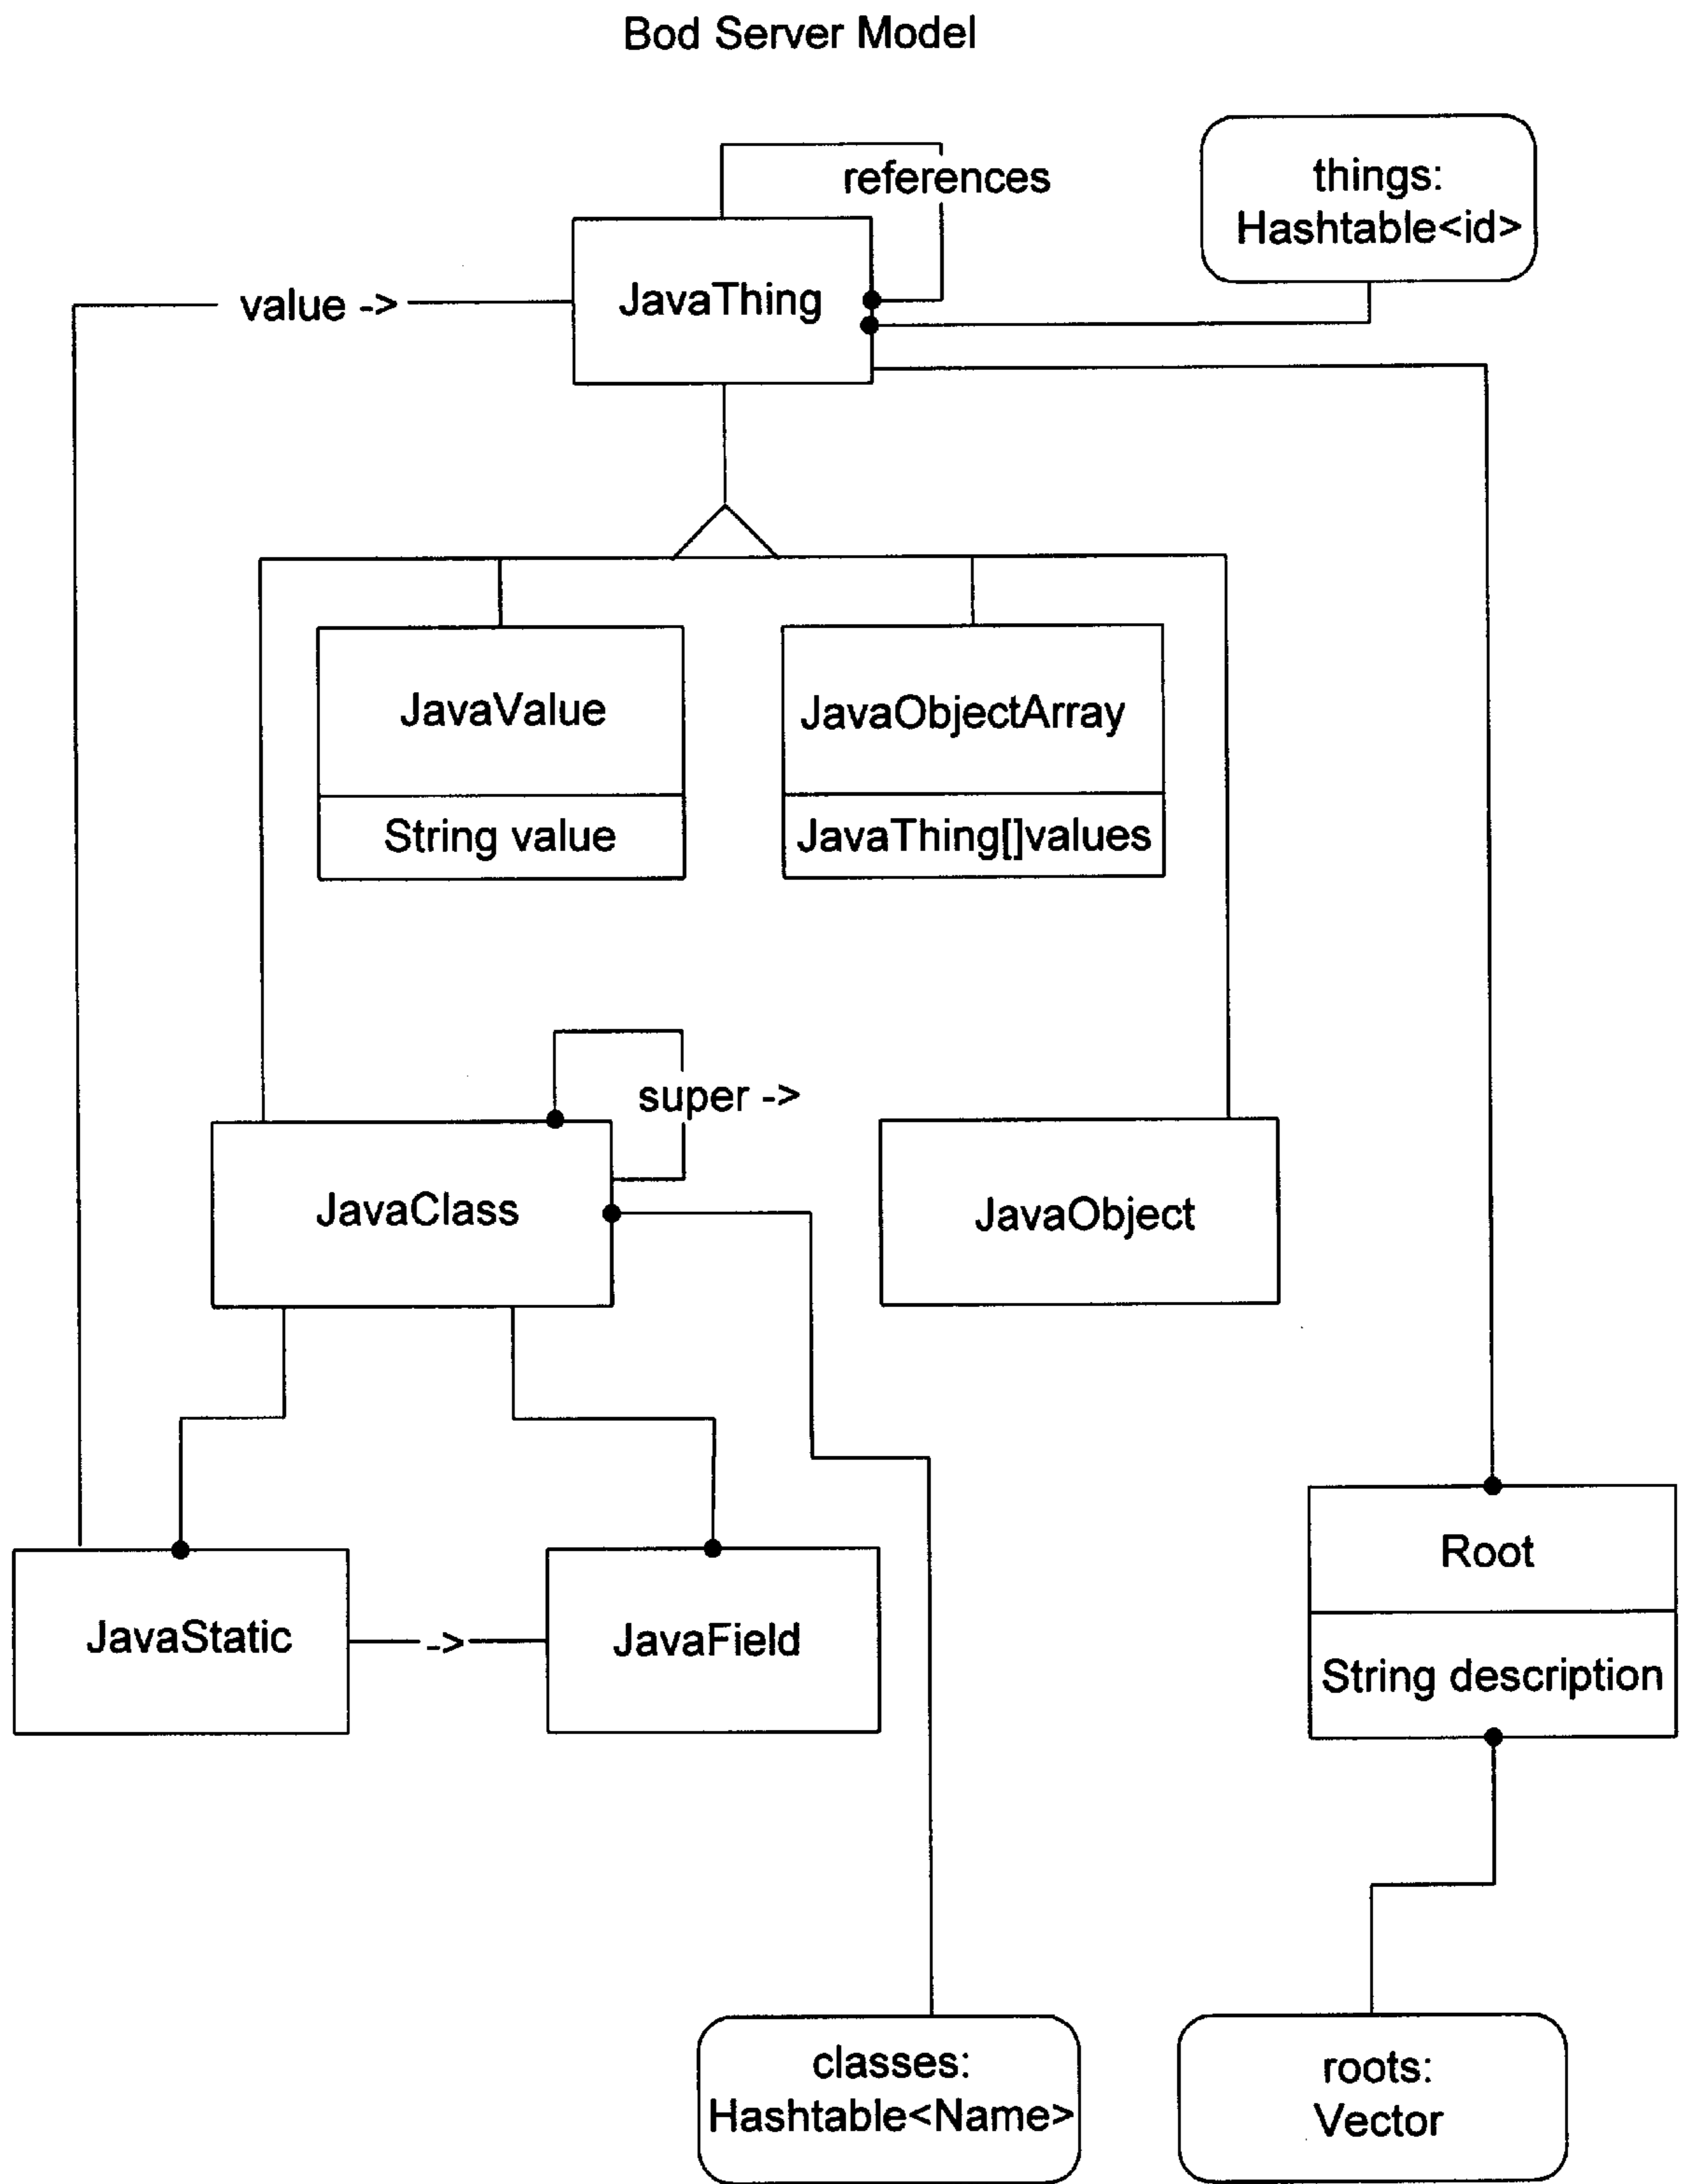 Bod Server Model
references
things:
Hashtable<id>
value ->
JavaThing
JavaValue
String value
JavaObjectArray
JavaThing[]values
super ->
JavaClass
JavaObject
JavaStatic
->
JavaField
Root
String description
classes:
Hashtable<Name>
roots:
Vector